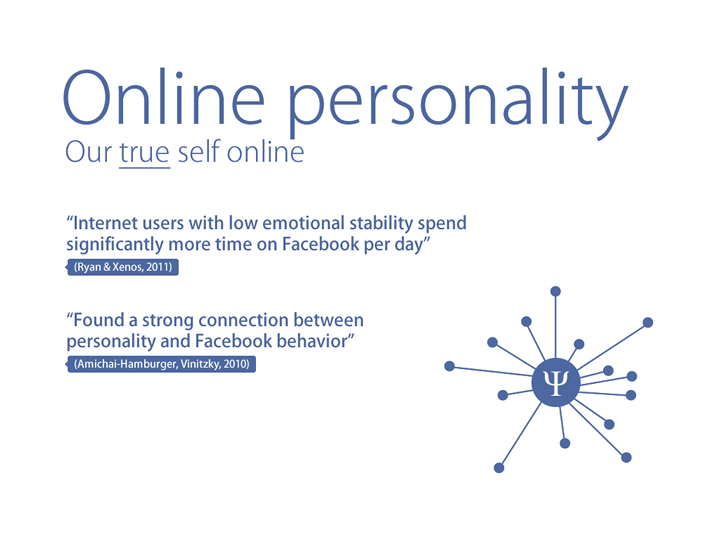 Online personality
Our true self online
“Internet users with low emotional stability spend
significantly more time on Facebook per day”
(Ryan & Xenos, 2011)
“Found a strong connection between
personality and Facebook behavior”
(Amichai-Hamburger, Vinitzky, 2010)
Ψ